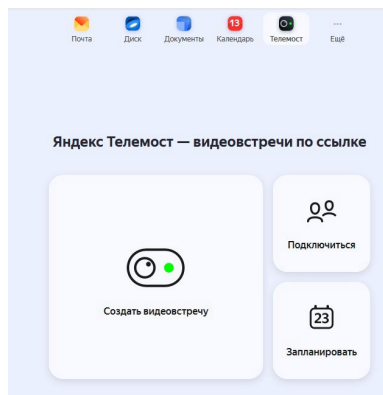 13
Почта Диск Документы Календарь Телемост Ещё
Яндекс Телемост — видеовстречи по ссылке
Создать видеовстречу
Подключиться
23
Запланировать